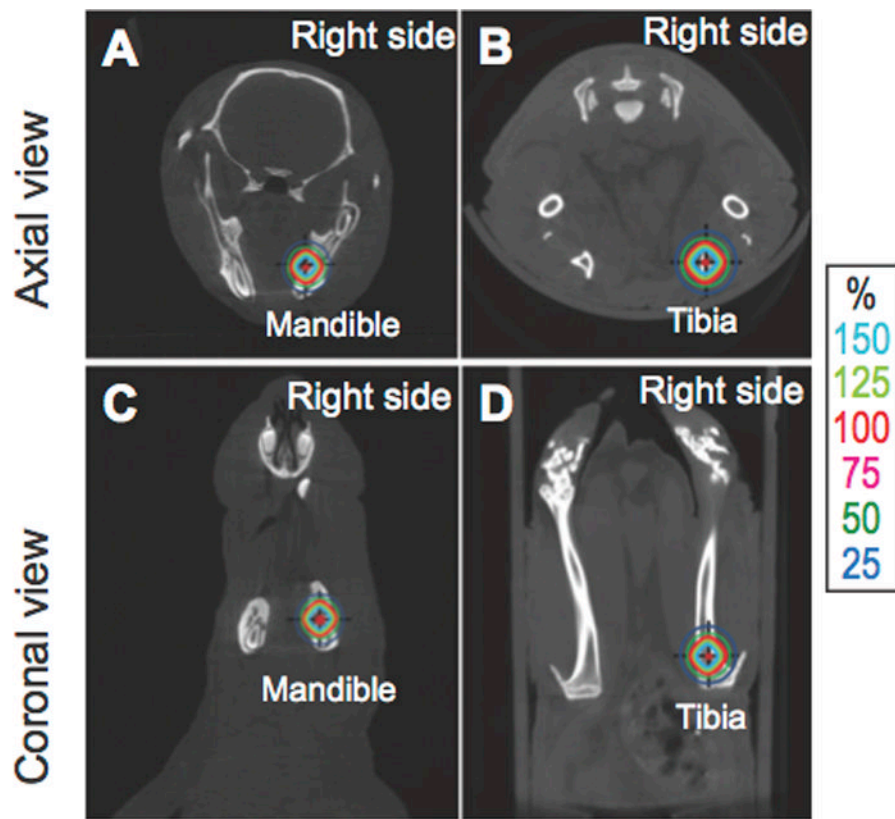 Axial view
A
Right side
Mandible
B
Right side
Tibia
Coronal view
C
Right side
Mandible
D
Right side
Tibia
%
150
125
100
75
50
25